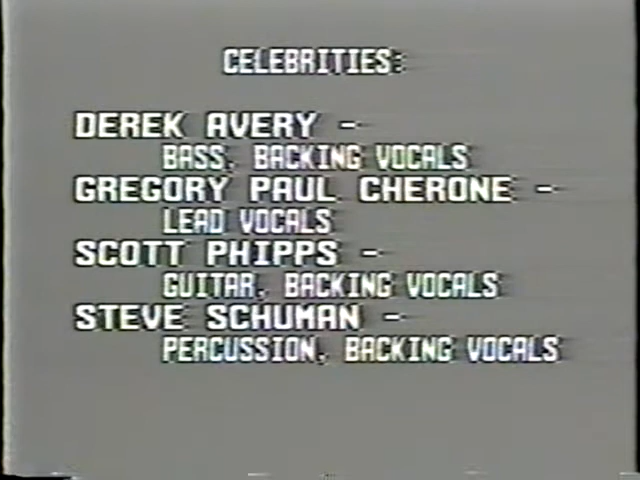 CELEBRITIES:
DEREK AVERY -
BASS, BACKING VOCALS
GREGORY PAUL CHERONE -
LEAD VOCALS
SCOTT PHIPPS -
GUITAR, BACKING VOCALS
STEVE SCHUMAN -
PERCUSSION, BACKING VOCALS